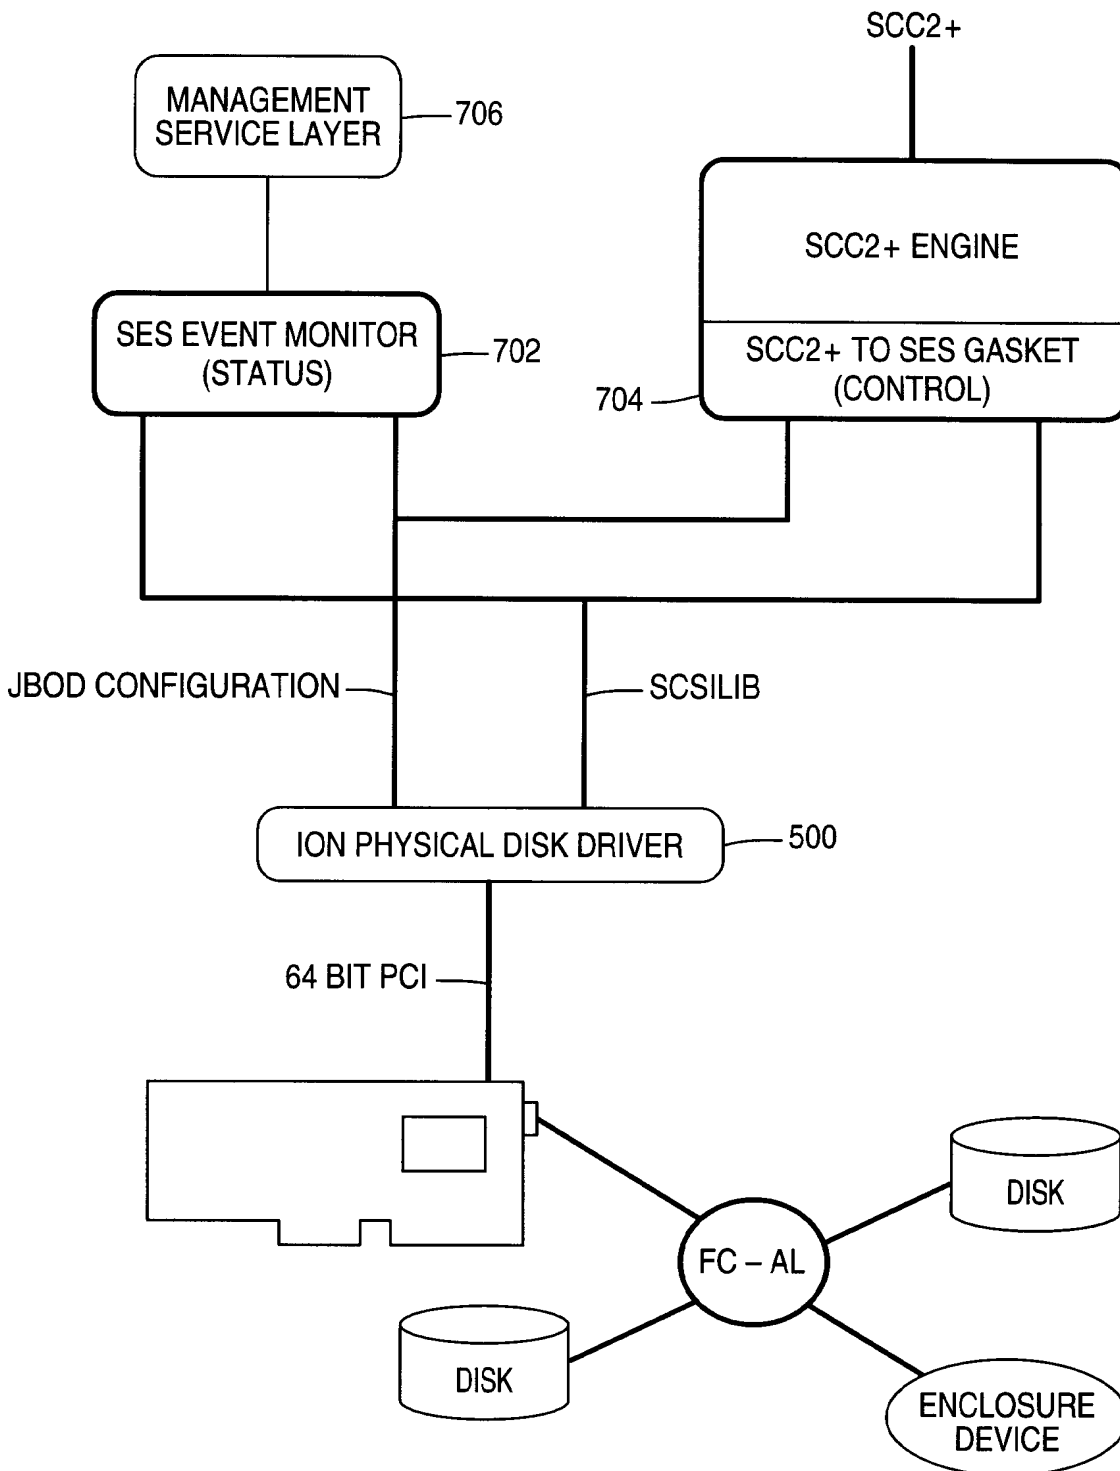 SCC2+
MANAGEMENT
SERVICE LAYER
706
SCC2+ ENGINE
SES EVENT MONITOR
(STATUS)
702
SCC2+ TO SES GASKET
(CONTROL)
704
JBOD CONFIGURATION
SCSILIB
ION PHYSICAL DISK DRIVER
500
64 BIT PCI
DISK
FC – AL
DISK
ENCLOSURE
DEVICE